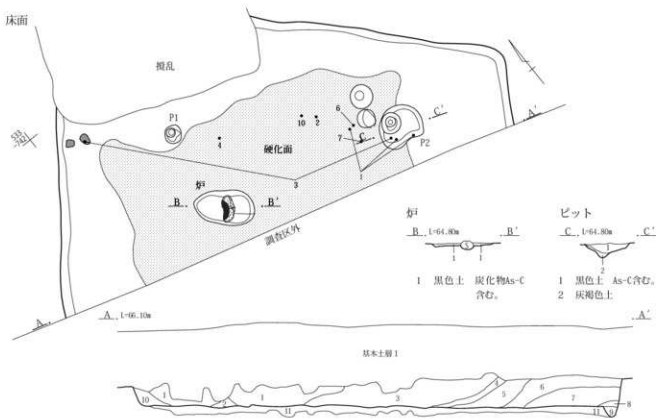 床面
攪乱
P1
硬化面
10
2
6
4
7
C
C′
A′
P2
3
1
炉
B
B′
調査区外
A
炉
B L=64.80m B′
S
1 1
1 黒色土 炭化物As-C
含む。
ピット
C L=64.80m C′
1
2
1 黒色土 As-C含む。
2 灰褐色土
A L=66.10m A′
基本土層Ⅰ
10
1
2
1
11
3
4
5
6
7
11
8
9